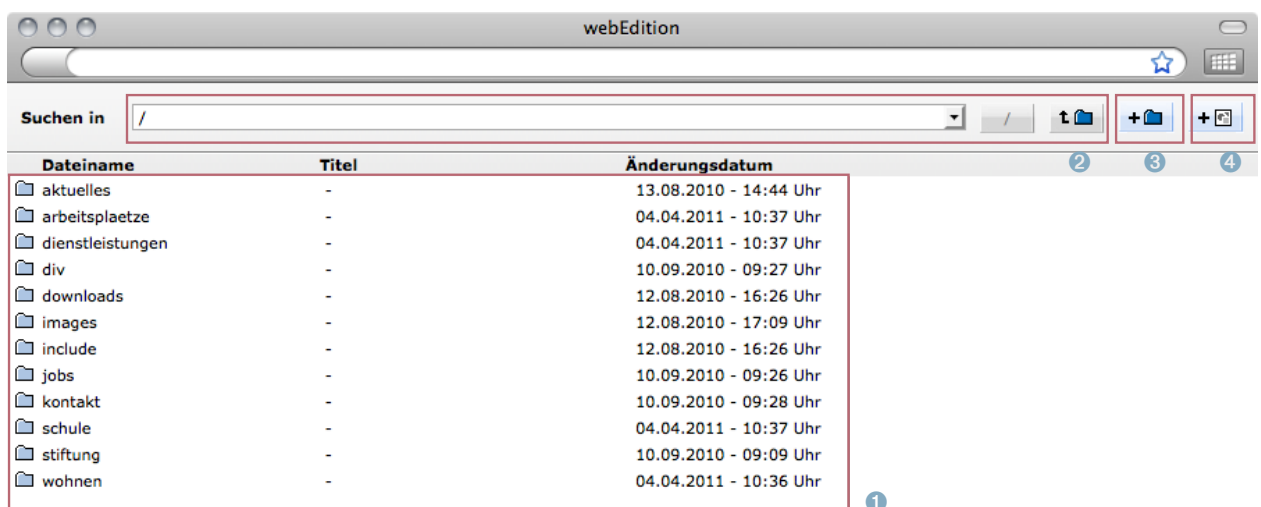 webEdition
Suchen in / /
+ +
Dateiname Titel Änderungsdatum 2 3 4
aktuelles - 13.08.2010 - 14:44 Uhr
arbeitsplaetze - 04.04.2011 - 10:37 Uhr
dienstleistungen - 04.04.2011 - 10:37 Uhr
div - 10.09.2010 - 09:27 Uhr
downloads - 12.08.2010 - 16:26 Uhr
images - 12.08.2010 - 17:09 Uhr
include - 12.08.2010 - 16:26 Uhr
jobs - 10.09.2010 - 09:26 Uhr
kontakt - 10.09.2010 - 09:28 Uhr
schule - 04.04.2011 - 10:37 Uhr
stiftung - 10.09.2010 - 09:09 Uhr
wohnen - 04.04.2011 - 10:36 Uhr
1